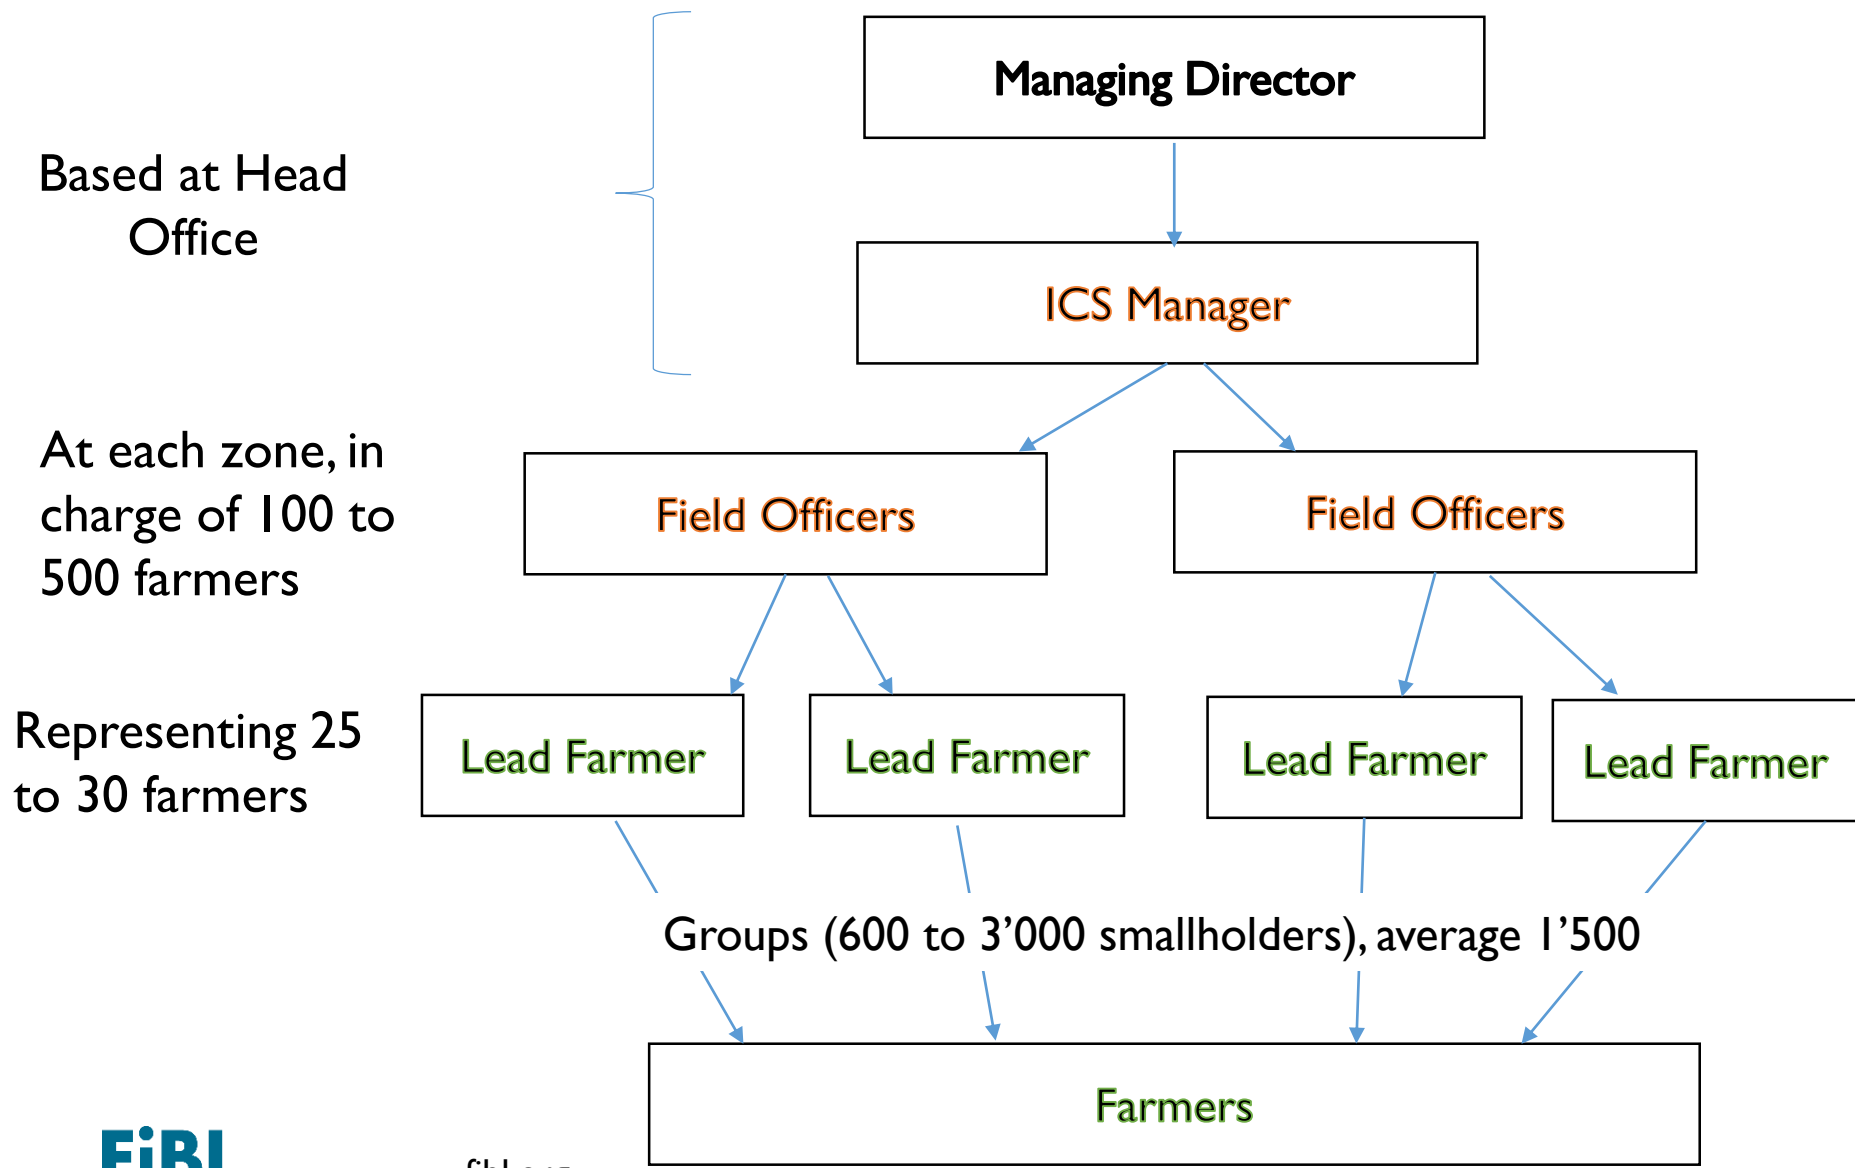 Managing Director
Based at Head
Office
ICS Manager
At each zone, in
charge of 100 to
500 farmers
Field Officers
Field Officers
Representing 25
to 30 farmers
Lead Farmer
Lead Farmer
Lead Farmer
Lead Farmer
Groups (600 to 3’000 smallholders), average 1’500
Farmers
FiBL
fibl.org